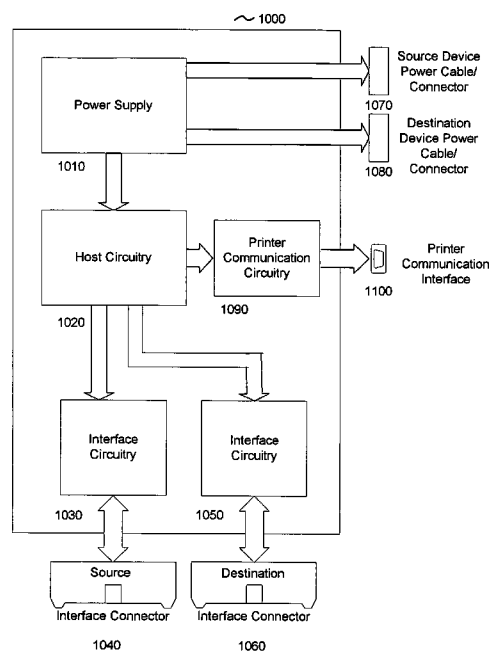 1000
Source Device
Power Cable/
Connector
1070
Power Supply
Destination
Device Power
Cable/
Connector
1080
1010
Host Circuitry
Printer
Communication
Circuitry
Printer
Communication
Interface
1100
1020
1090
Interface
Circuitry
Interface
Circuitry
1030
1050
Source
Destination
Interface Connector
Interface Connector
1040
1060